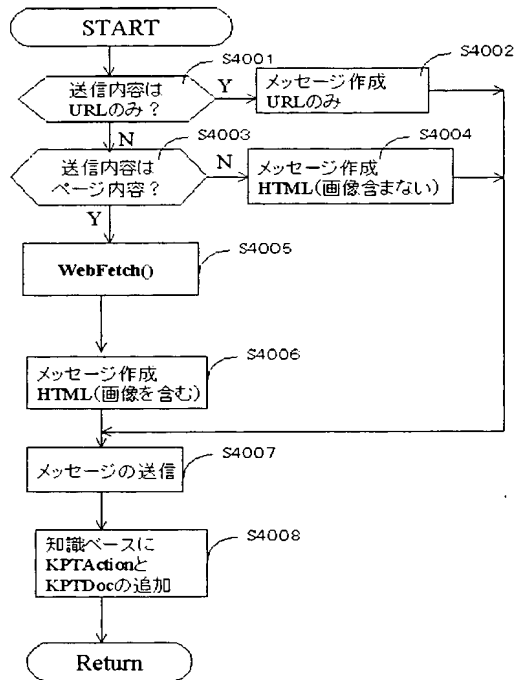 START
S4001
送信内容は
URLのみ？
Y
S4002
メッセージ作成
URLのみ
N
S4003
送信内容は
ページ内容？
N
S4004
メッセージ作成
HTML(画像含まない)
Y
S4005
WebFetch()
S4006
メッセージ作成
HTML(画像を含む)
S4007
メッセージの送信
S4008
知識ベースに
KPTActionと
KPTDocの追加
Return